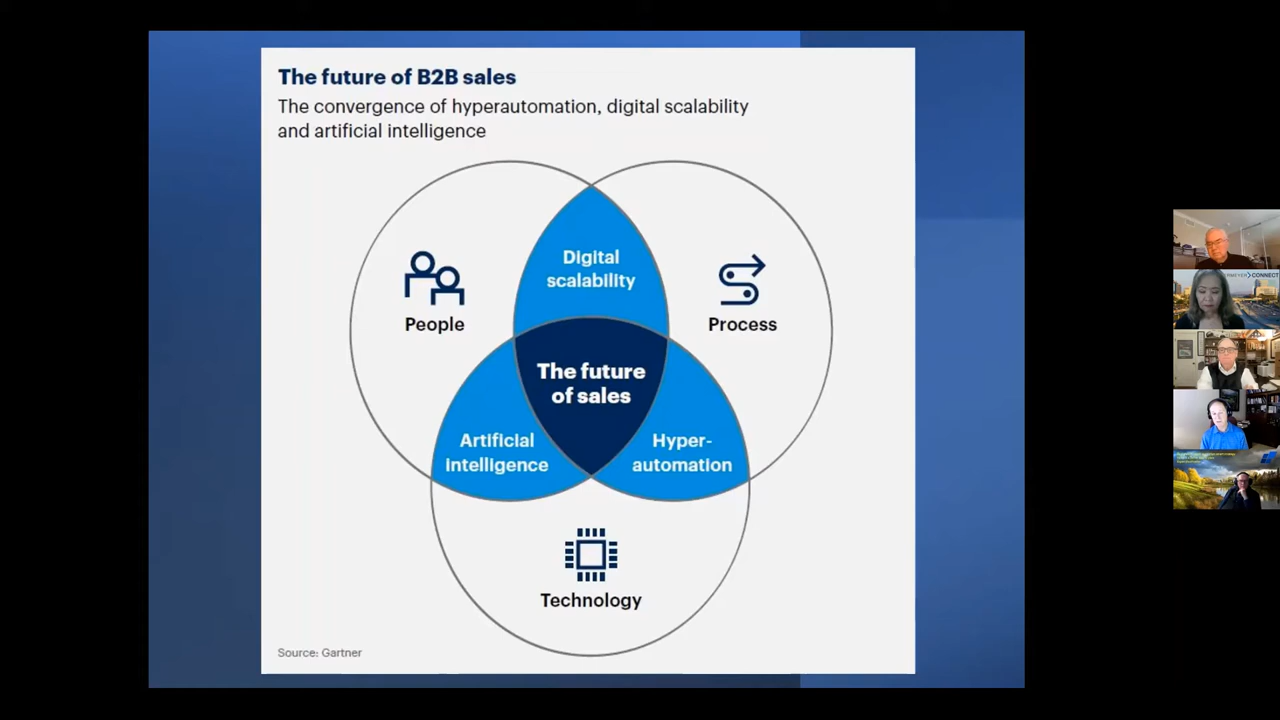 The future of B2B sales
The convergence of hyperautomation, digital scalability
and artificial intelligence
Digital
scalability
People
Process
The future
of sales
Artificial
intelligence
Hyper-
automation
Technology
Source: Gartner
CONNECT